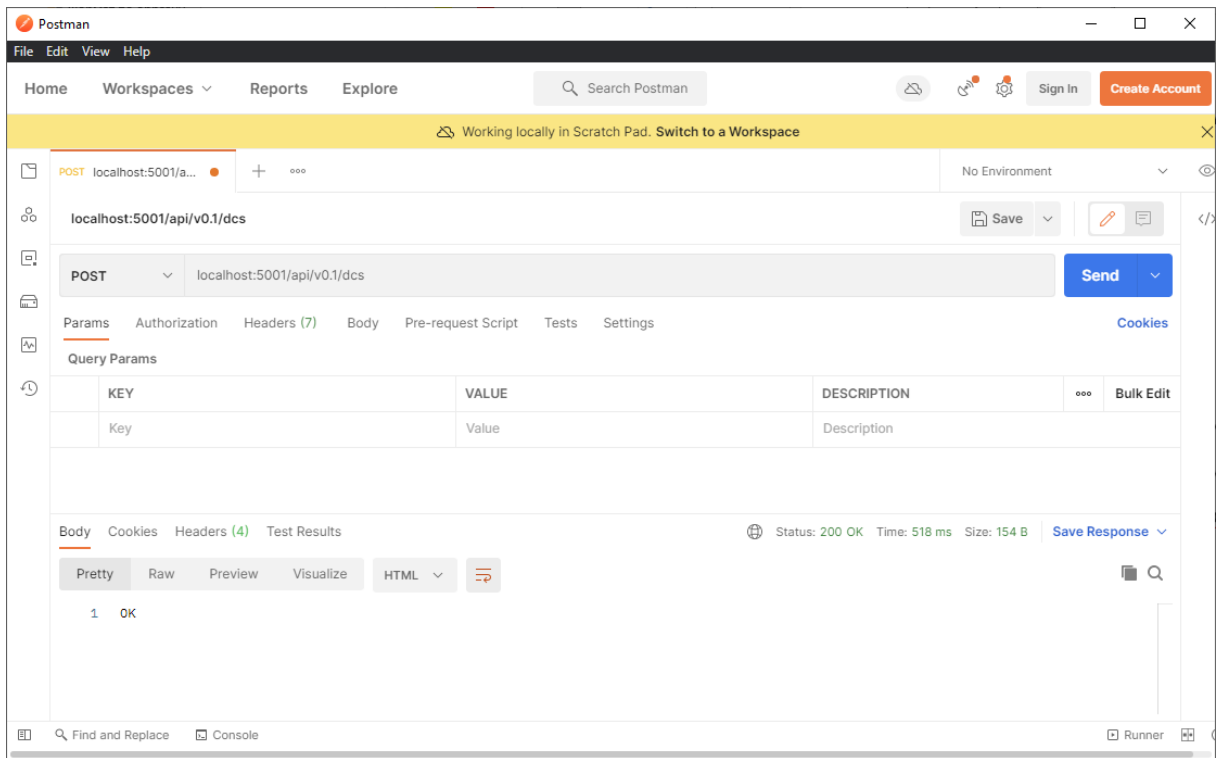 Postman
File Edit View Help
Home Workspaces Reports Explore Search Postman Sign In Create Account
Working locally in Scratch Pad. Switch to a Workspace
POST localhost:5001/a... No Environment
localhost:5001/api/v0.1/dcs Save
POST localhost:5001/api/v0.1/dcs Send
Params Authorization Headers (7) Body Pre-request Script Tests Settings Cookies
Query Params
KEY VALUE DESCRIPTION Bulk Edit
Key Value Description
Body Cookies Headers (4) Test Results Status: 200 OK Time: 518 ms Size: 154 B Save Response
Pretty Raw Preview Visualize HTML
1 OK
Find and Replace Console Runner